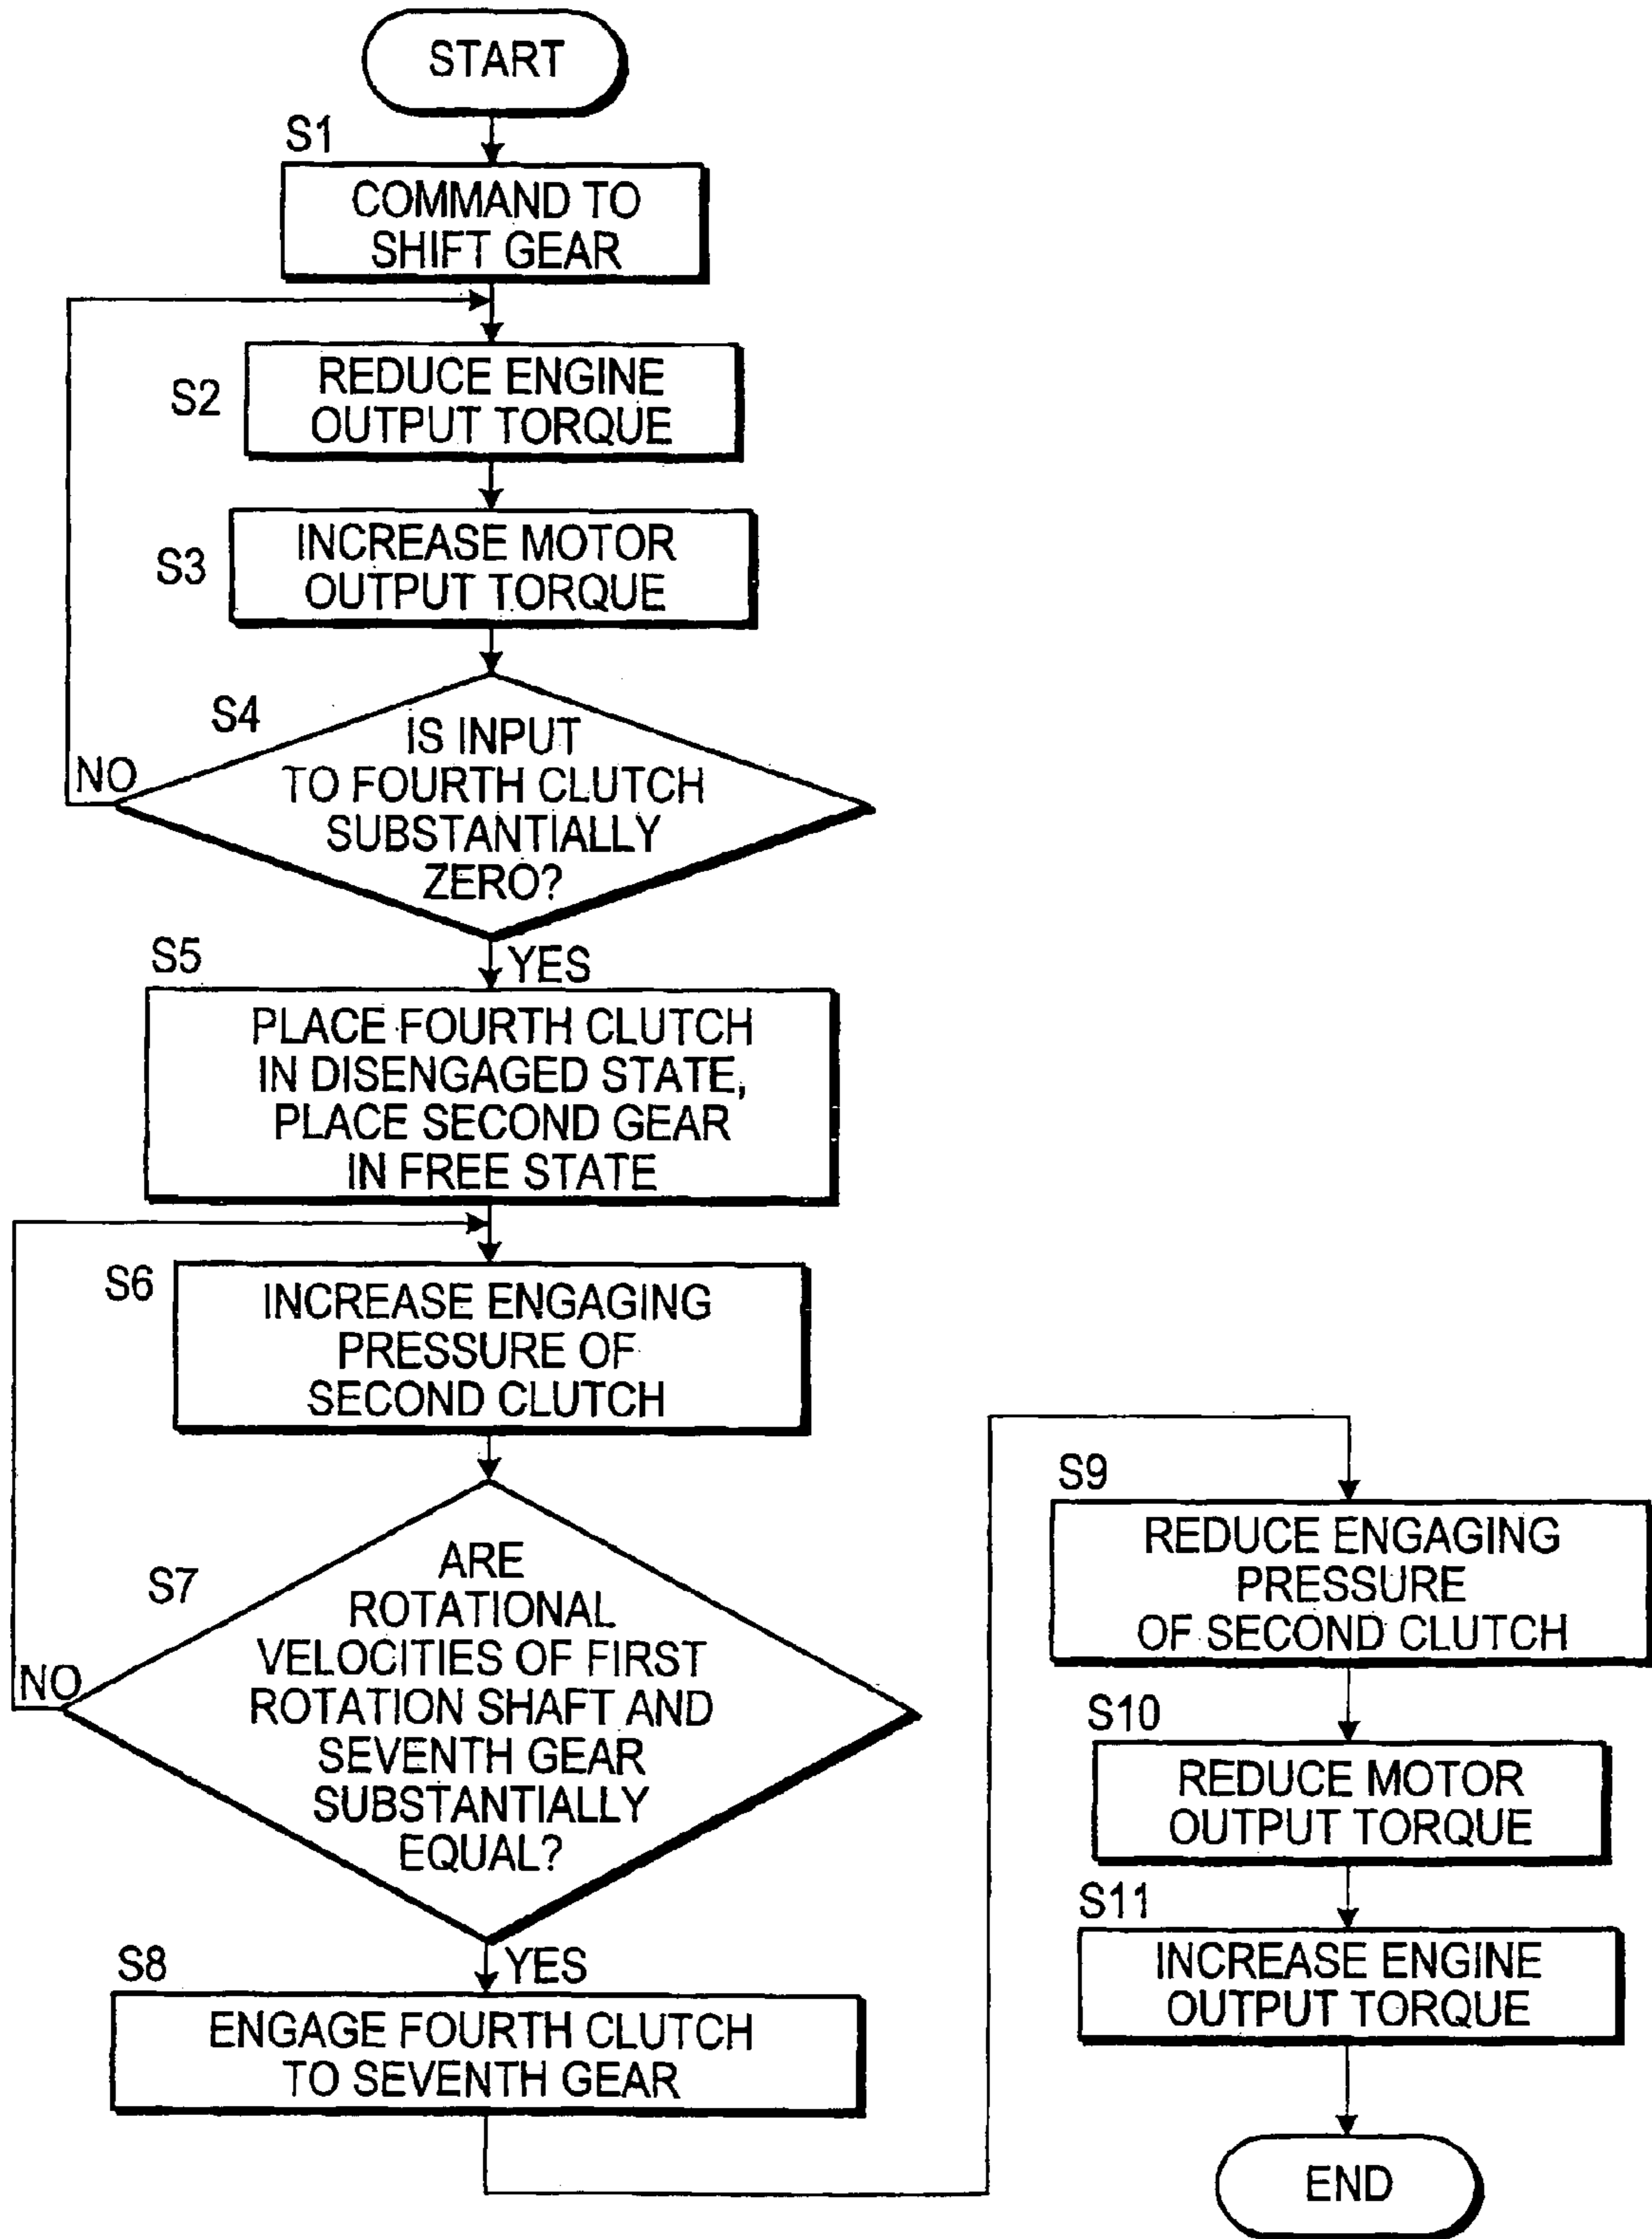 START
S1
COMMAND TO
SHIFT GEAR
S2
REDUCE ENGINE
OUTPUT TORQUE
S3
INCREASE MOTOR
OUTPUT TORQUE
S4
IS INPUT
TO FOURTH CLUTCH
SUBSTANTIALLY
ZERO?
NO
YES
S5
PLACE FOURTH CLUTCH
IN DISENGAGED STATE,
PLACE SECOND GEAR
IN FREE STATE
S6
INCREASE ENGAGING
PRESSURE OF
SECOND CLUTCH
S7
ARE
ROTATIONAL
VELOCITIES OF FIRST
ROTATION SHAFT AND
SEVENTH GEAR
SUBSTANTIALLY
EQUAL?
NO
YES
S8
ENGAGE FOURTH CLUTCH
TO SEVENTH GEAR
S9
REDUCE ENGAGING
PRESSURE
OF SECOND CLUTCH
S10
REDUCE MOTOR
OUTPUT TORQUE
S11
INCREASE ENGINE
OUTPUT TORQUE
END